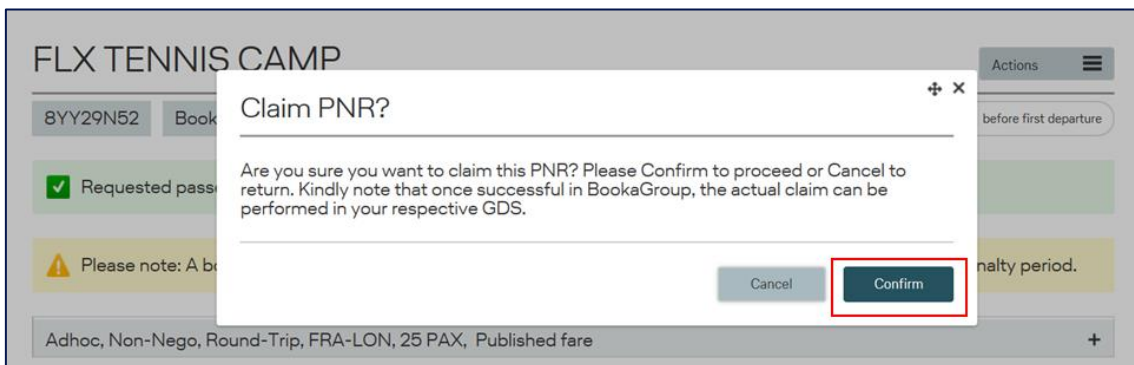 FLX TENNIS CAMP
Actions
Claim PNR?
8YY29N52
before first departure
Are you sure you want to claim this PNR? Please Confirm to proceed or Cancel to
return. Kindly note that once successful in BookaGroup, the actual claim can be
performed in your respective GDS.
Requested
Please note: A
period.
Cancel
Confirm
Adhoc, Non-Nego, Round-Trip, FRA-LON, 25 PAX, Published fare
+